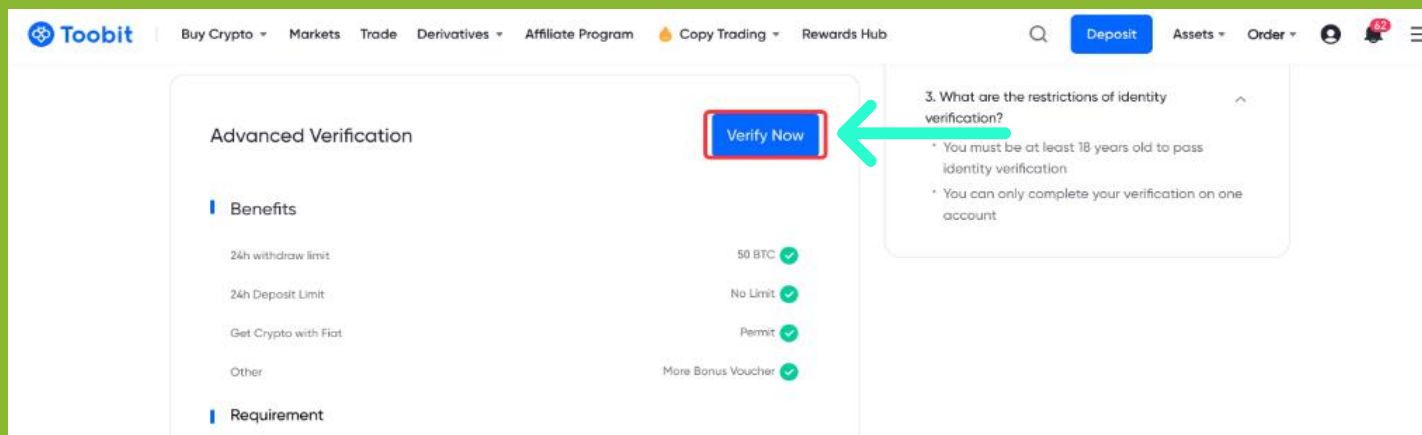 Toobit Buy Crypto Markets Trade Derivatives Affiliate Program Copy Trading Rewards Hub Deposit Assets Order 62
Advanced Verification
Verify Now
Benefits
24h withdraw limit 50 BTC
24h Deposit Limit No Limit
Get Crypto with Fiat Permit
Other More Bonus Voucher
Requirement
3. What are the restrictions of identity
verification?
* You must be at least 18 years old to pass
identity verification
* You can only complete your verification on one
account